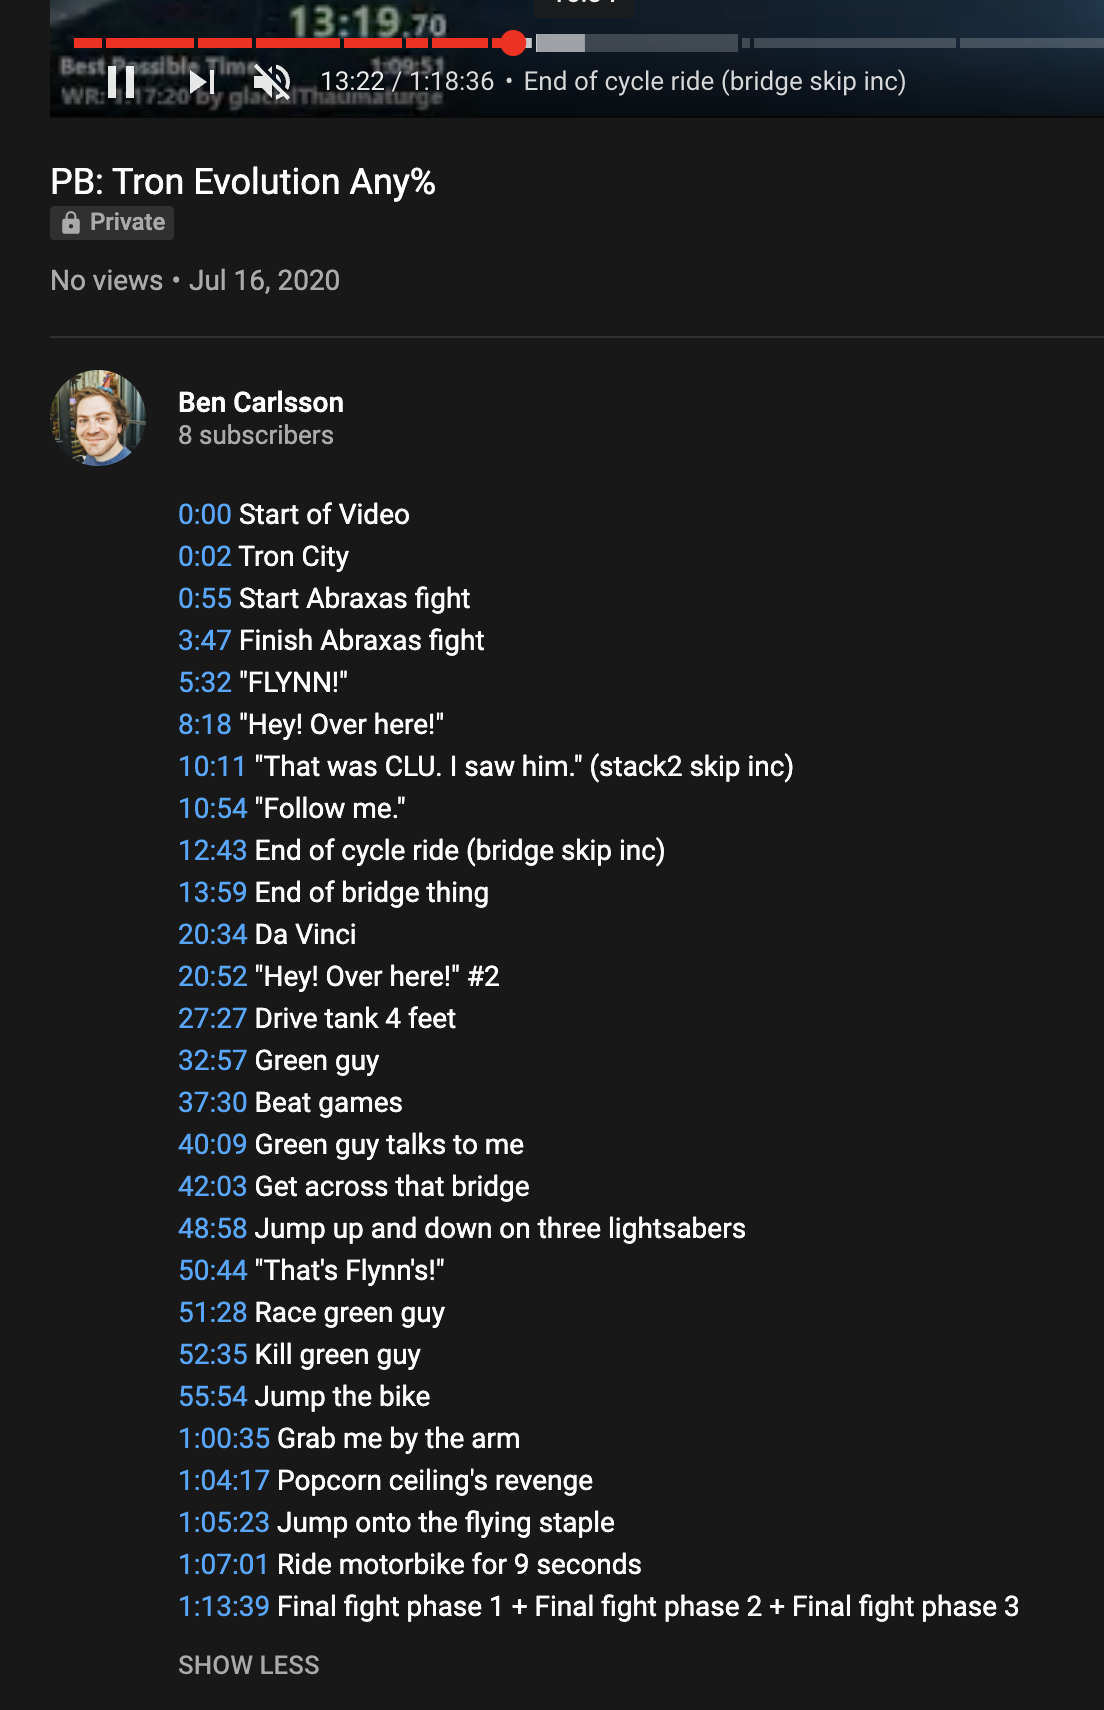 13:19.70
Best Possible Time 1:09:51
13:22 / 1:18:36 • End of cycle ride (bridge skip inc)
PB: Tron Evolution Any%
Private
No views • Jul 16, 2020
Ben Carlsson
8 subscribers
0:00 Start of Video
0:02 Tron City
0:55 Start Abraxas fight
3:47 Finish Abraxas fight
5:32 "FLYNN!"
8:18 "Hey! Over here!"
10:11 "That was CLU. I saw him." (stack2 skip inc)
10:54 "Follow me."
12:43 End of cycle ride (bridge skip inc)
13:59 End of bridge thing
20:34 Da Vinci
20:52 "Hey! Over here!" #2
27:27 Drive tank 4 feet
32:57 Green guy
37:30 Beat games
40:09 Green guy talks to me
42:03 Get across that bridge
48:58 Jump up and down on three lightsabers
50:44 "That's Flynn's!"
51:28 Race green guy
52:35 Kill green guy
55:54 Jump the bike
1:00:35 Grab me by the arm
1:04:17 Popcorn ceiling's revenge
1:05:23 Jump onto the flying staple
1:07:01 Ride motorbike for 9 seconds
1:13:39 Final fight phase 1 + Final fight phase 2 + Final fight phase 3
SHOW LESS